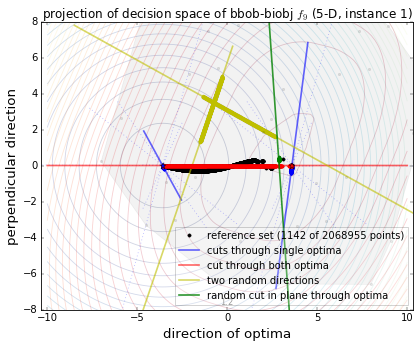 projection of decision space of bbob-biobj f₉ (5-D, instance 1)
8
6
4
2
0
−2
−4
−6
−8
perpendicular direction
reference set (1142 of 2068955 points)
cuts through single optima
cut through both optima
two random directions
random cut in plane through optima
−10
−5
0
5
10
direction of optima